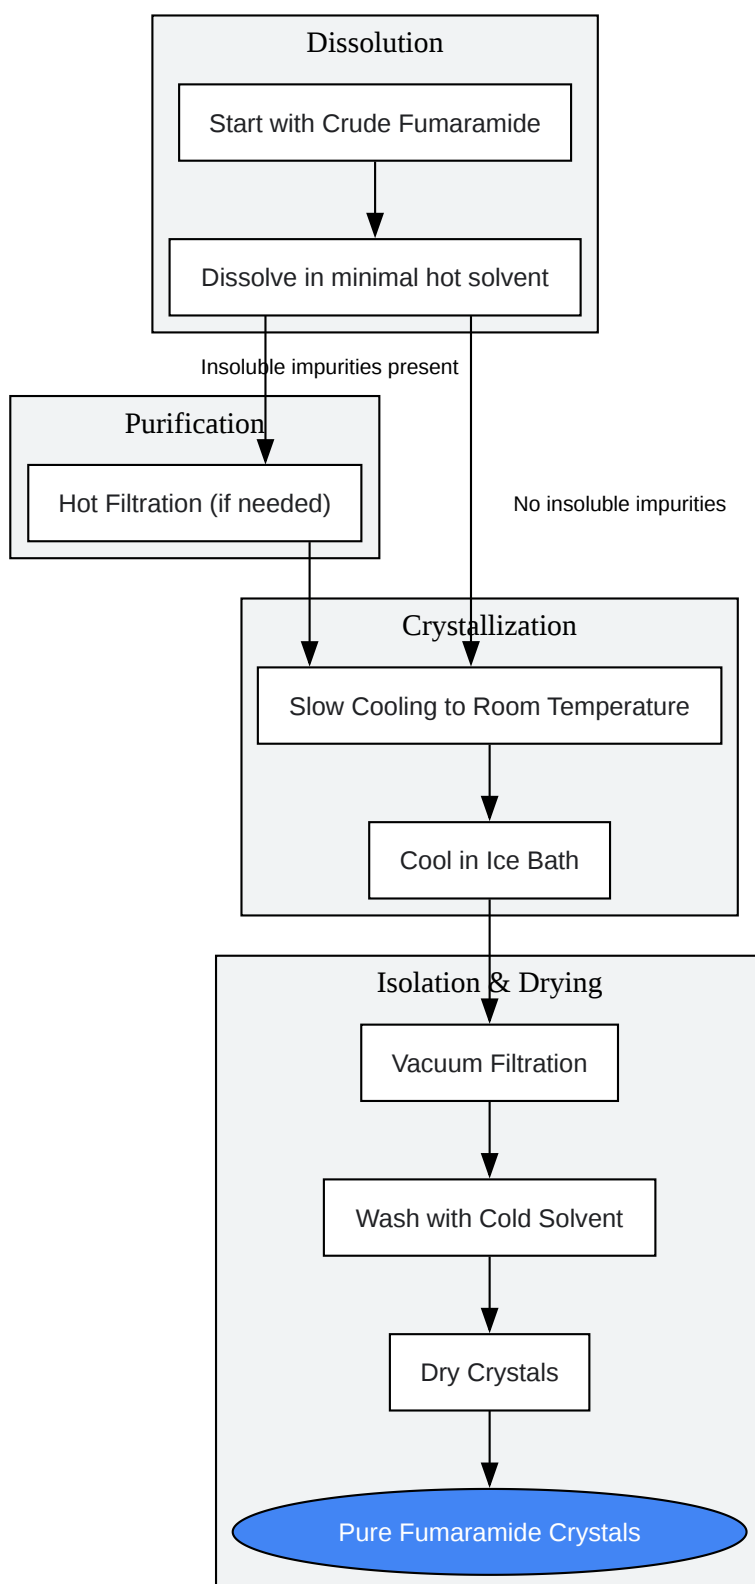 Dissolution
Start with Crude Fumaramide
Dissolve in minimal hot solvent
Insoluble impurities present
Purification
Hot Filtration (if needed)
No insoluble impurities
Crystallization
Slow Cooling to Room Temperature
Cool in Ice Bath
Isolation & Drying
Vacuum Filtration
Wash with Cold Solvent
Dry Crystals
Pure Fumaramide Crystals